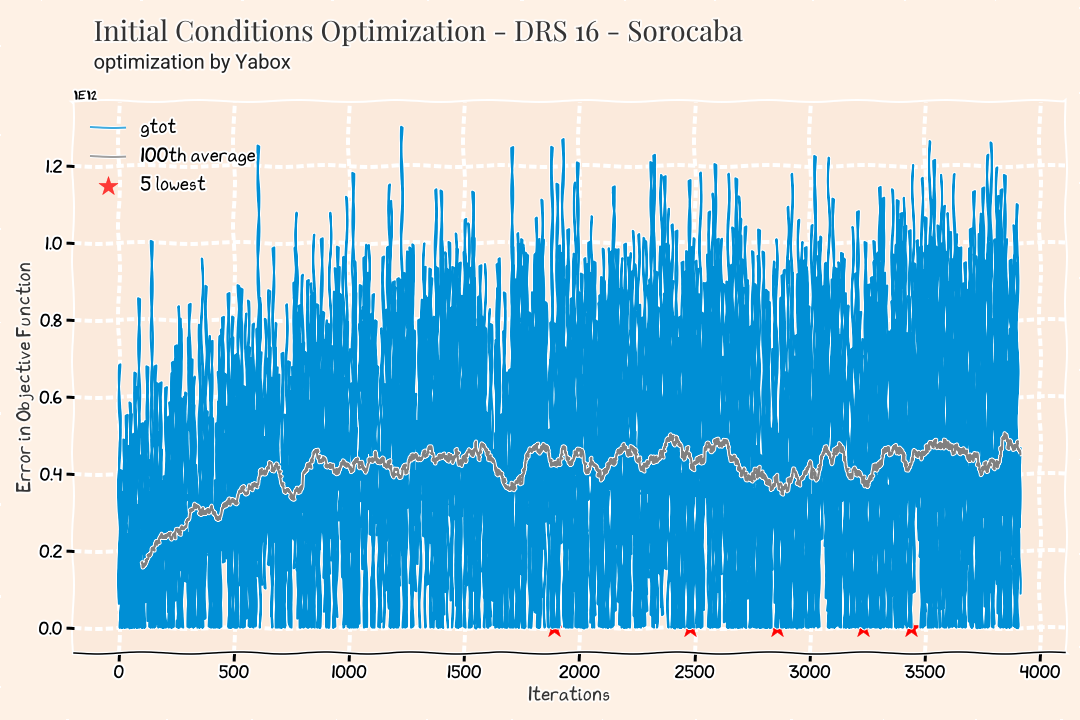 Initial Conditions Optimization - DRS 16 - Sorocaba
optimization by Yabox
1E12
gtot
100th average
5 lowest
1.2
1.0
0.8
0.6
0.4
0.2
0.0
Error in Objective Function
0 500 1000 1500 2000 2500 3000 3500 4000
Iterations